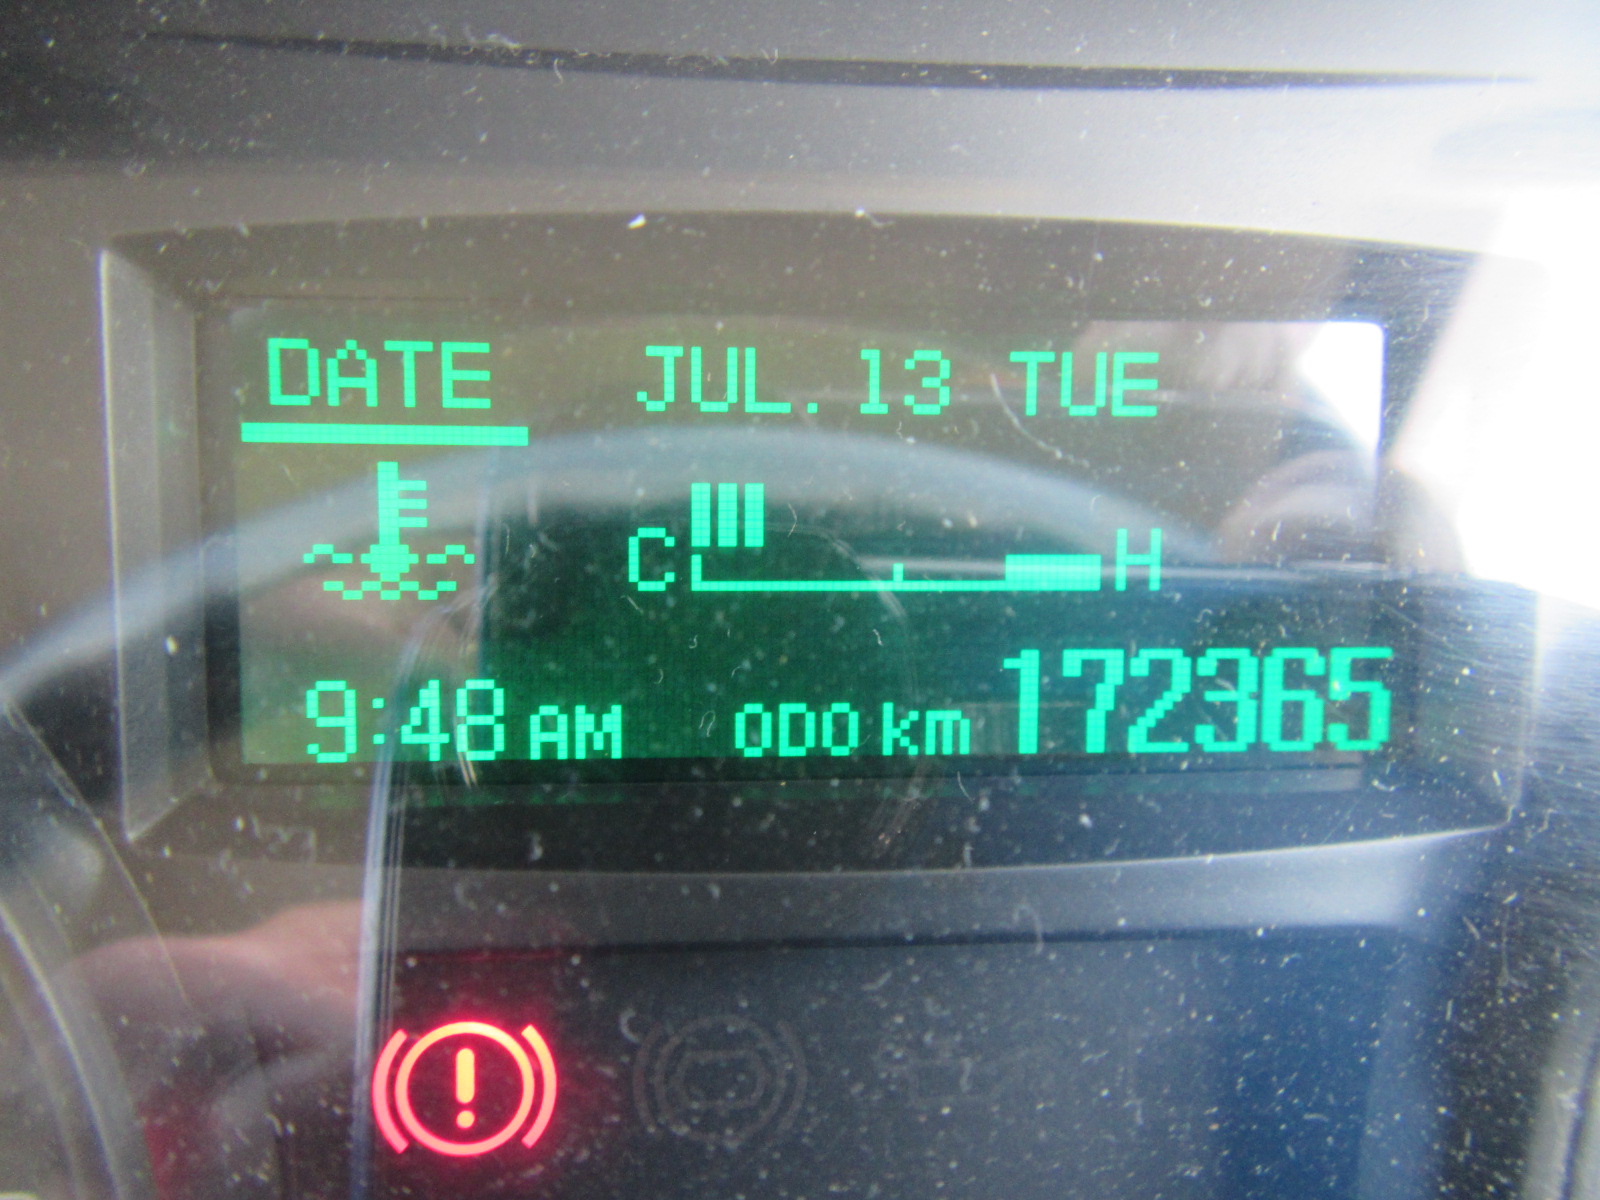 DATE JUL. 13 TUE
C H
9:48 AM ODO km 172365
!